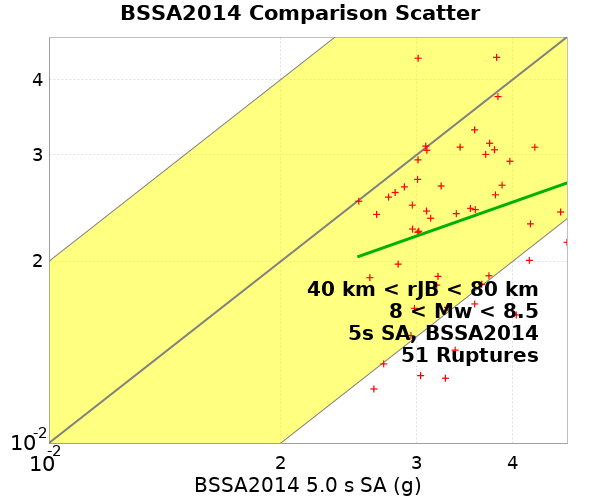 BSSA2014 Comparison Scatter
4
3
2
10-2
40 km < rJB < 80 km
8 < Mw < 8.5
5s SA, BSSA2014
51 Ruptures
10-2 2 3 4
BSSA2014 5.0 s SA (g)